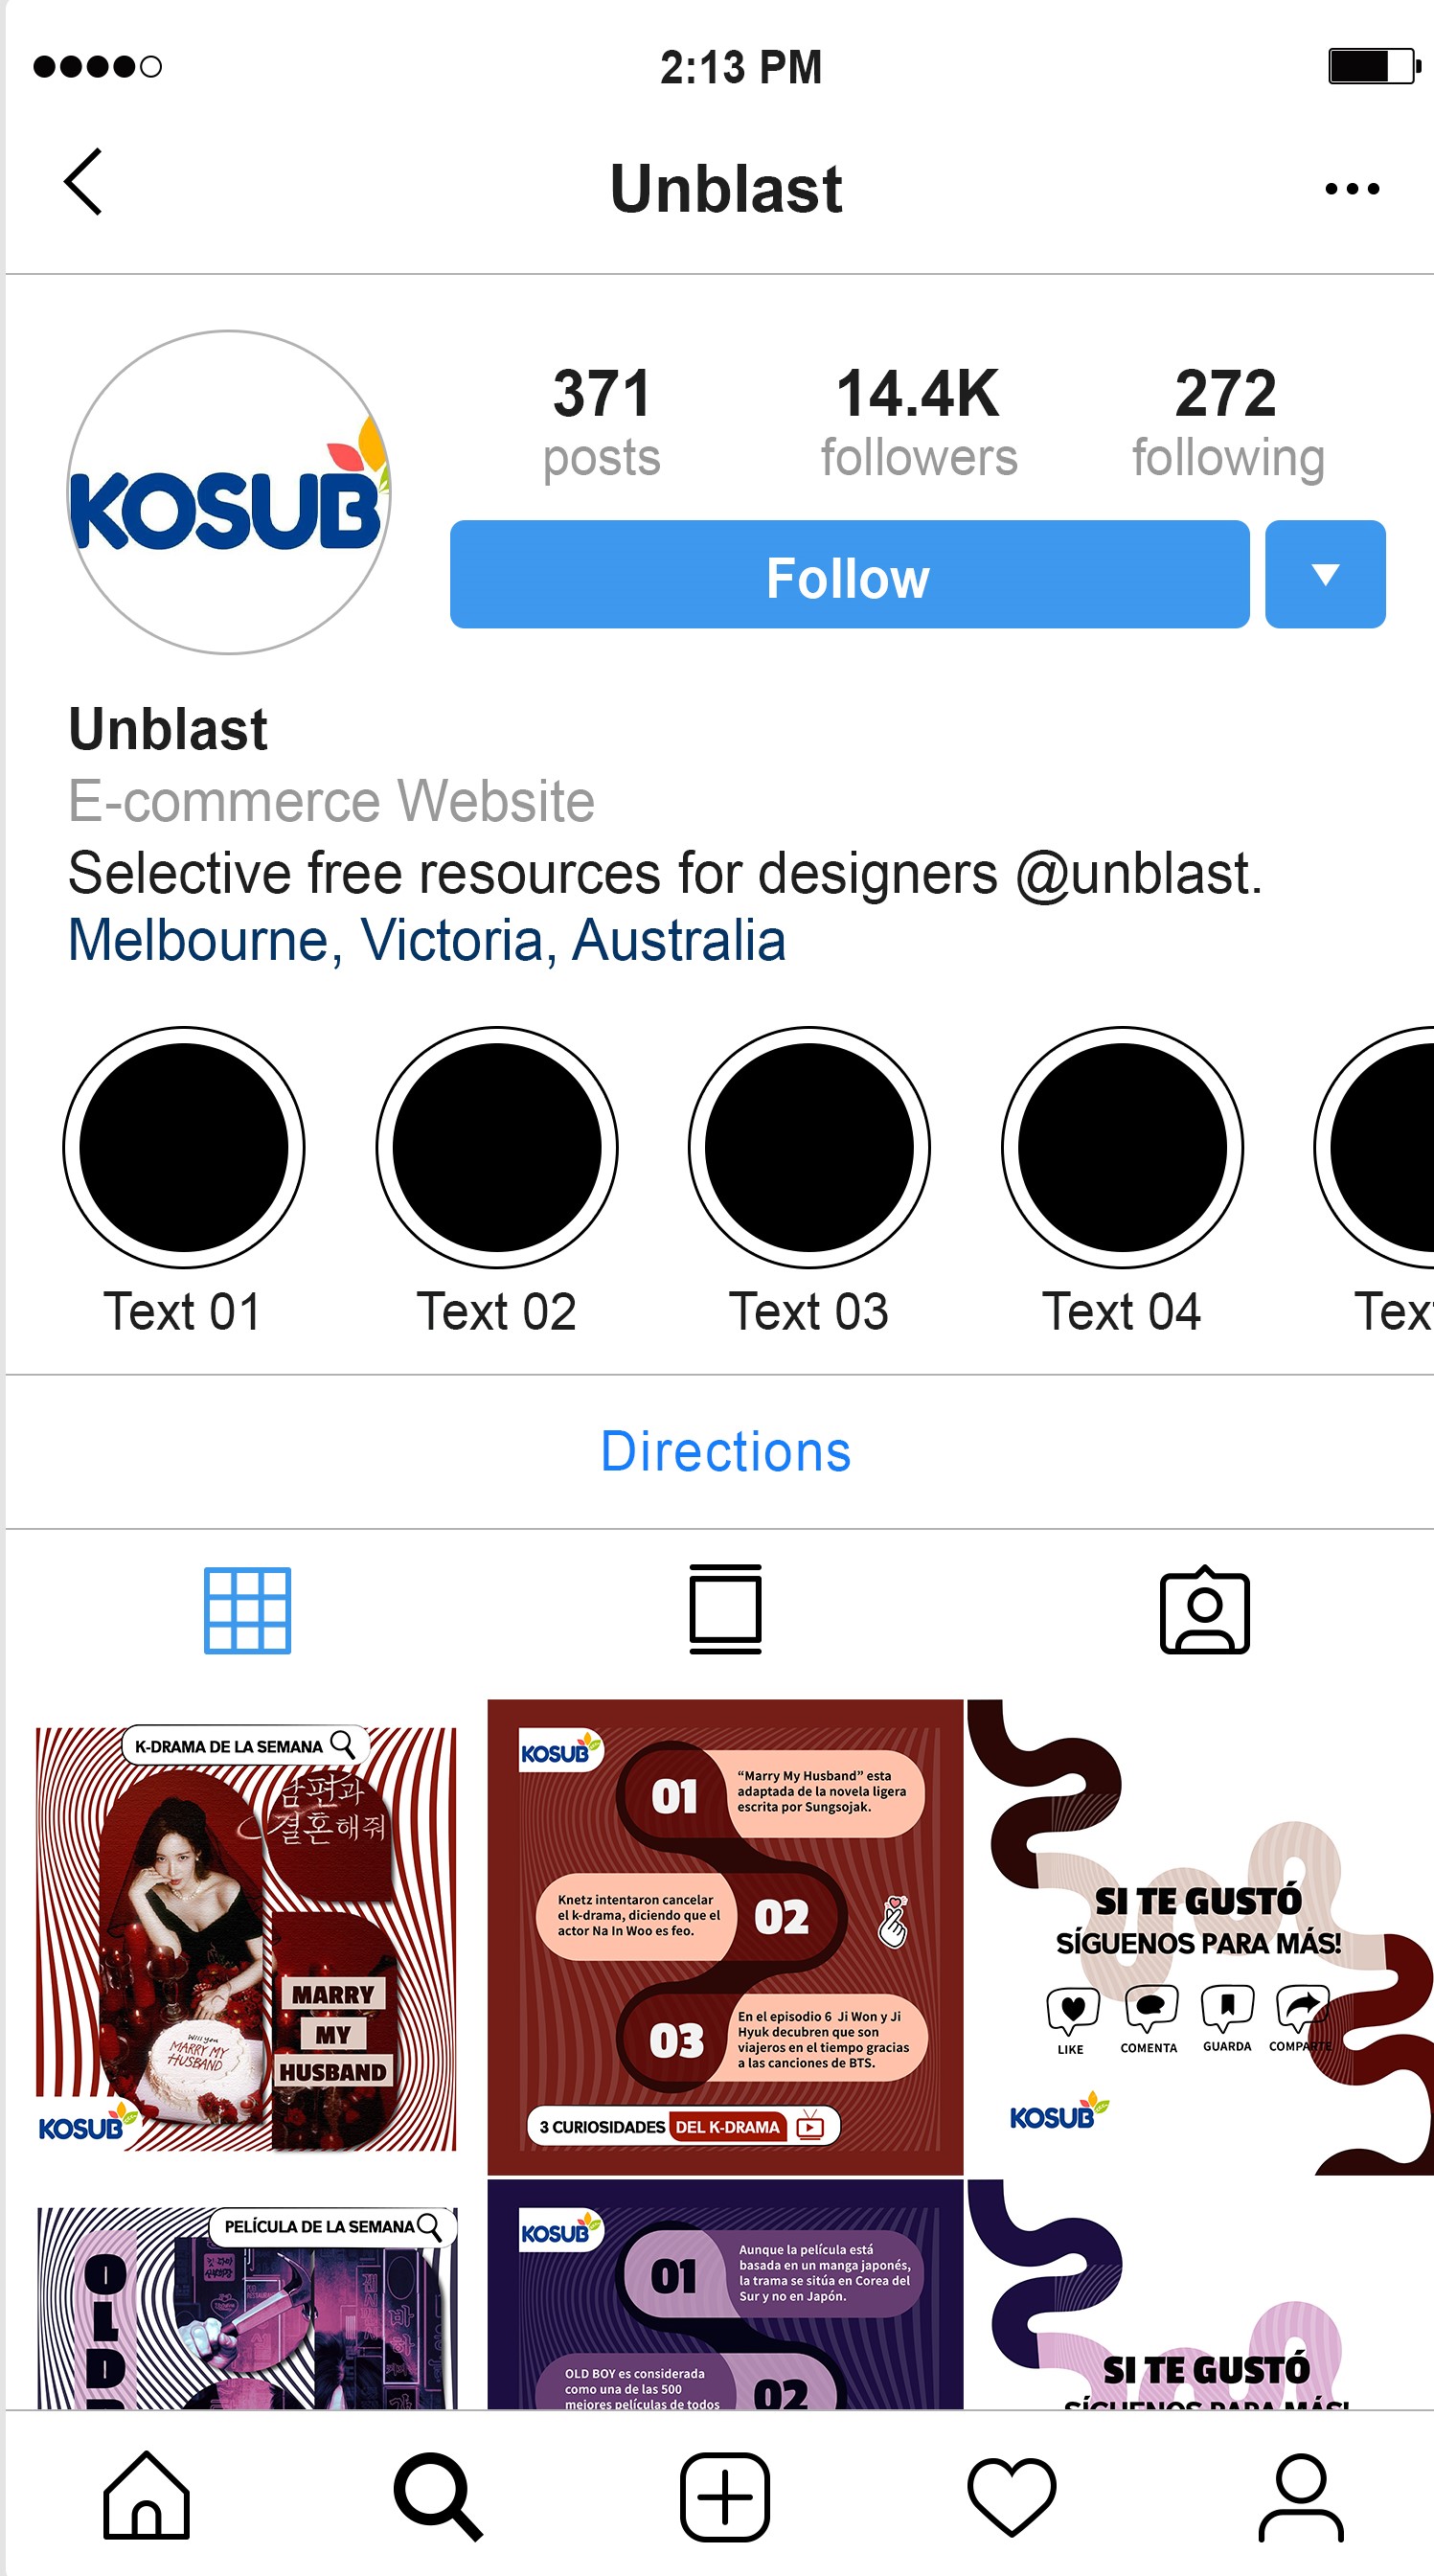 2:13 PM
Unblast
371
posts
14.4K
followers
272
following
KOSUB
Follow
Unblast
E-commerce Website
Selective free resources for designers @unblast.
Melbourne, Victoria, Australia
Text 01
Text 02
Text 03
Text 04
Directions
K-DRAMA DE LA SEMANA
남편과
결혼해줘
Will you
MARRY MY
HUSBAND
MARRY
MY
HUSBAND
KOSUB
KOSUB
01
“Marry My Husband” esta
adaptada de la novela ligera
escrita por Sungsojak.
Knetz intentaron cancelar
el k-drama, diciendo que el
actor Na In Woo es feo.
02
03
En el episodio 6 Ji Won y Ji
Hyuk decubren que son
viajeros en el tiempo gracias
a las canciones de BTS.
3 CURIOSIDADES DEL K-DRAMA
SI TE GUSTÓ
SÍGUENOS PARA MÁS!
LIKE
COMENTA
GUARDA
COMPARTE
KOSUB
PELÍCULA DE LA SEMANA
OLD
KOSUB
01
Aunque la película está
basada en un manga japonés,
la trama se sitúa en Corea del
Sur y no en Japón.
OLD BOY es considerada
como una de las 500
mejores películas de todos
02
SI TE GUSTÓ
SÍGUENOS PARA MÁS!